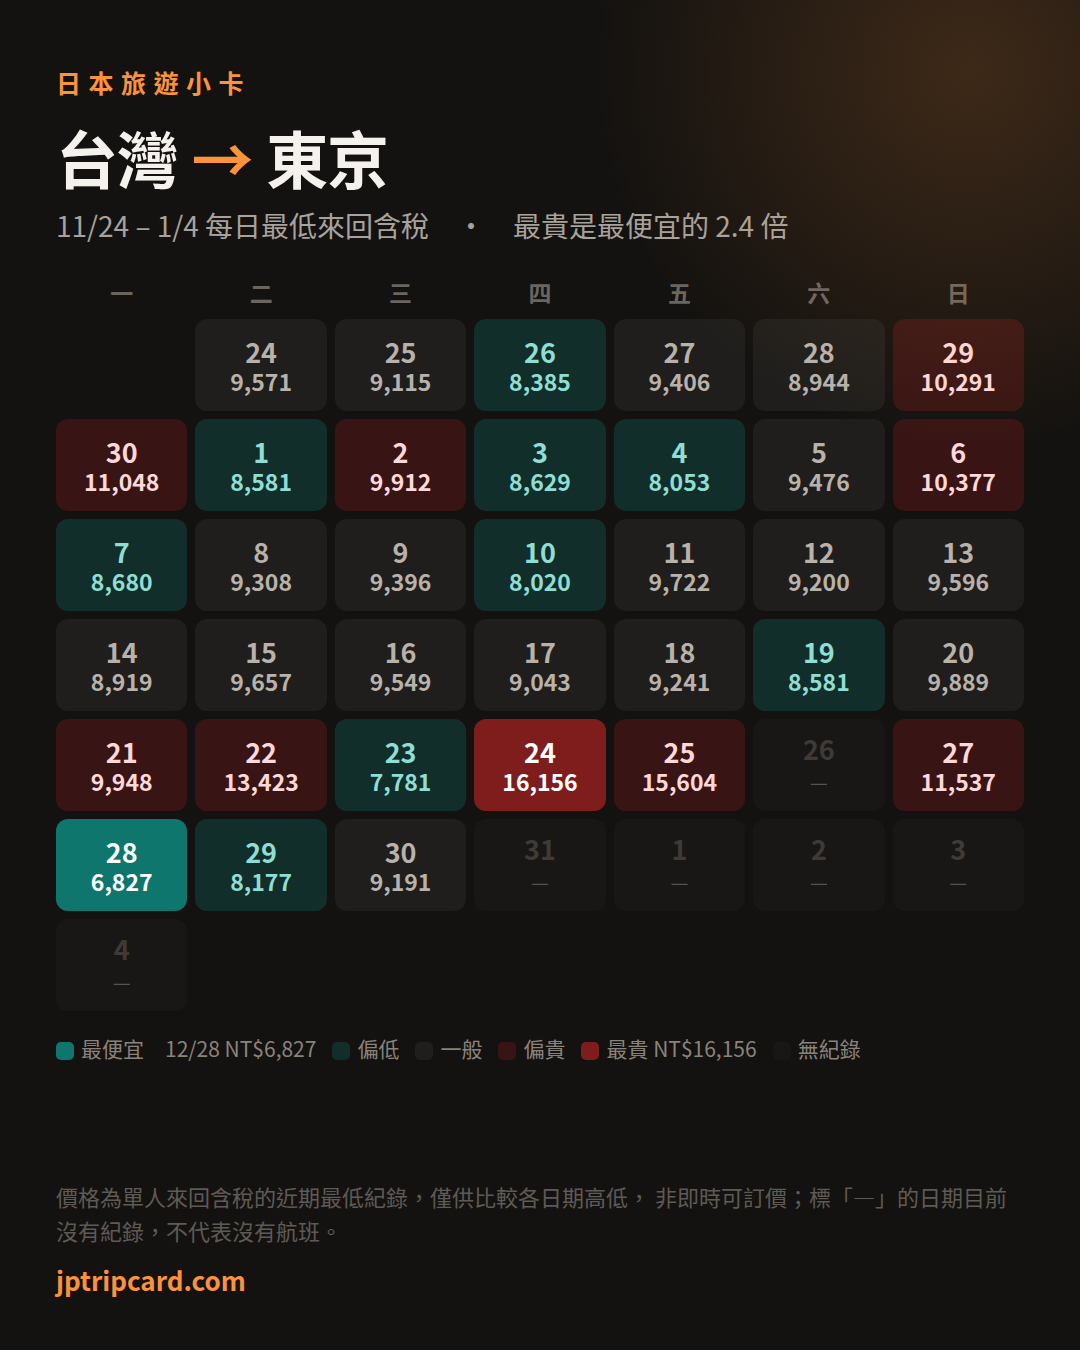 日本旅遊小卡
台灣 → 東京
11/24 – 1/4 每日最低來回含稅 ・ 最貴是最便宜的 2.4 倍
一 二 三 四 五 六 日
24 25 26 27 28 29
9,571 9,115 8,385 9,406 8,944 10,291
30 1 2 3 4 5 6
11,048 8,581 9,912 8,629 8,053 9,476 10,377
7 8 9 10 11 12 13
8,680 9,308 9,396 8,020 9,722 9,200 9,596
14 15 16 17 18 19 20
8,919 9,657 9,549 9,043 9,241 8,581 9,889
21 22 23 24 25 26 27
9,948 13,423 7,781 16,156 15,604 — 11,537
28 29 30 31 1 2 3
6,827 8,177 9,191 — — — —
4
—
最便宜 12/28 NT$6,827 偏低 一般 偏貴 最貴 NT$16,156 無紀錄
價格為單人來回含稅的近期最低紀錄，僅供比較各日期高低， 非即時可訂價；標「—」的日期目前
沒有紀錄，不代表沒有航班。
jptripcard.com